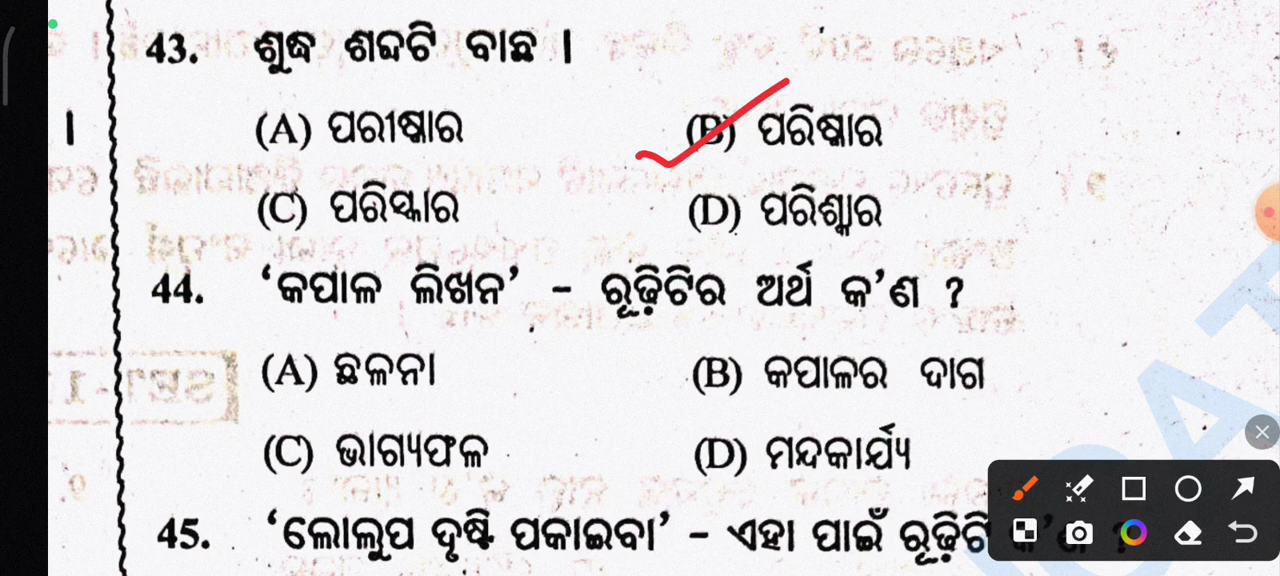 43. ଶୁଦ୍ଧ ଶବ୍ଦଟି ବାଛ ।
(A) ପରୀଷ୍କାର (B) ପରିଷ୍କାର
(C) ପରିସ୍କାର (D) ପରିଶ୍କାର
44. ‘କପାଳ ଲିଖନ’ – ରୂଢ଼ିଟିର ଅର୍ଥ କ’ଣ ?
(A) ଛଳନା (B) କପାଳର ଦାଗ
(C) ଭାଗ୍ୟଫଳ (D) ମନ୍ଦକାର୍ଯ୍ୟ
45. ‘ଲୋଲୁପ ଦୃଷ୍ଟି ପକାଇବା’ – ଏହା ପାଇଁ ରୂଢ଼ିଟି